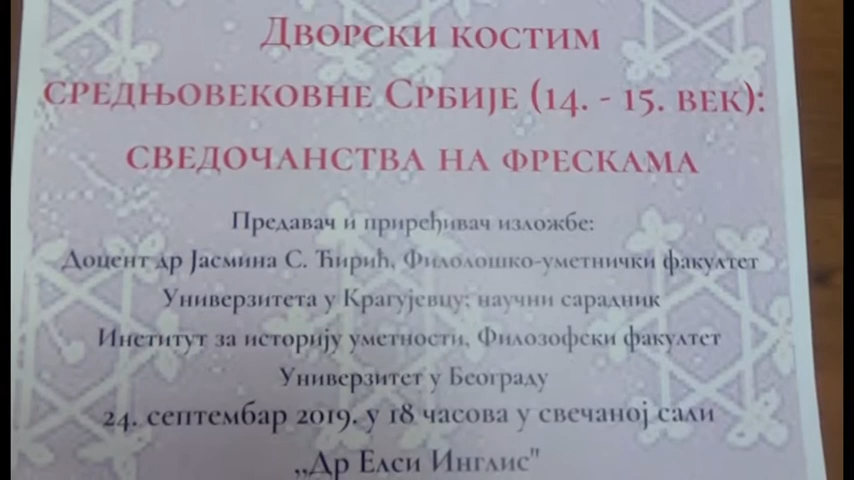 Дворски костим
средњовековне Србије (14. - 15. век):
сведочанства на фрескама
Предавач и приређивач изложбе:
Доцент др Јасмина С. Ћирић, Филолошко-уметнички факултет
Универзитета у Крагујевцу; научни сарадник
Институт за историју уметности, Филозофски факултет
Универзитет у Београду
24. септембар 2019. у 18 часова у свечаној сали
,,Др Елси Инглис"